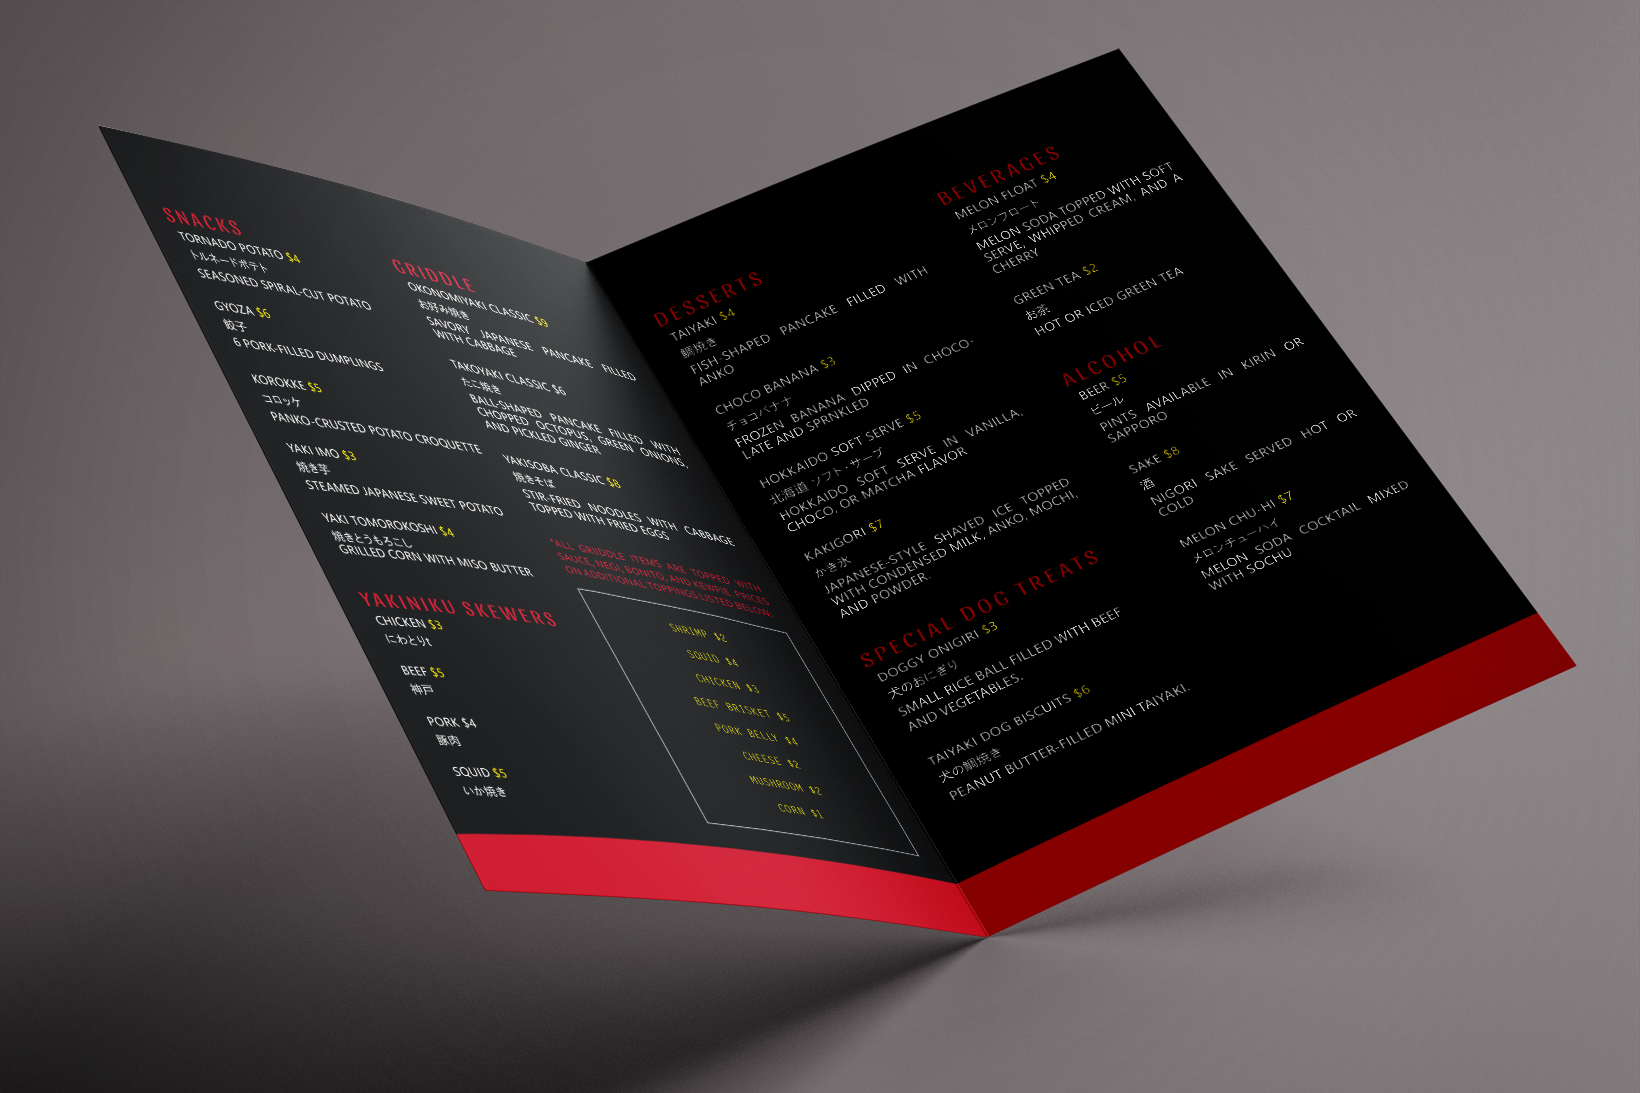 SNACKS
TORNADO POTATO $4
トルネードポテト
SEASONED SPIRAL-CUT POTATO
GYOZA $6
餃子
6 PORK-FILLED DUMPLINGS
KOROKKE $5
コロッケ
PANKO-CRUSTED POTATO CROQUETTE
YAKI IMO $3
焼き芋
STEAMED JAPANESE SWEET POTATO
YAKI TOMOROKOSHI $4
焼きとうもろこし
GRILLED CORN WITH MISO BUTTER
YAKINIKU SKEWERS
CHICKEN $3
にわとりt
BEEF $5
神戸
PORK $4
豚肉
SQUID $5
いか焼き
GRIDDLE
OKONOMIYAKI CLASSIC $9
お好み焼き
SAVORY JAPANESE PANCAKE FILLED
WITH CABBAGE
TAKOYAKI CLASSIC $6
たこ焼き
BALL-SHAPED PANCAKE FILLED WITH
CHOPPED OCTOPUS, GREEN ONIONS,
AND PICKLED GINGER
YAKISOBA CLASSIC $8
焼きそば
STIR-FRIED NOODLES WITH CABBAGE
TOPPED WITH FRIED EGGS
*ALL GRIDDLE ITEMS ARE TOPPED WITH
SAUCE, NEGI, BONITO, AND KEWPIE. PRICES
ON ADDITIONAL TOPPINGS LISTED BELOW.
SHRIMP $2
SQUID $4
CHICKEN $3
BEEF BRISKET $5
PORK BELLY $4
CHEESE $2
MUSHROOM $2
CORN $1
DESSERTS
TAIYAKI $4
鯛焼き
FISH-SHAPED PANCAKE FILLED WITH
ANKO
CHOCO BANANA $3
チョコバナナ
FROZEN BANANA DIPPED IN CHOCO-
LATE AND SPRNKLED
HOKKAIDO SOFT SERVE $5
北海道 ソフト・サーブ
HOKKAIDO SOFT SERVE IN VANILLA,
CHOCO, OR MATCHA FLAVOR
KAKIGORI $7
かき氷
JAPANESE-STYLE SHAVED ICE TOPPED
WITH CONDENSED MILK, ANKO, MOCHI,
AND POWDER.
SPECIAL DOG TREATS
DOGGY ONIGIRI $3
犬のおにぎり
SMALL RICE BALL FILLED WITH BEEF
AND VEGETABLES.
TAIYAKI DOG BISCUITS $6
犬の鯛焼き
PEANUT BUTTER-FILLED MINI TAIYAKI.
BEVERAGES
MELON FLOAT $4
メロンフロート
MELON SODA TOPPED WITH SOFT
SERVE, WHIPPED CREAM, AND A
CHERRY
GREEN TEA $2
お茶
HOT OR ICED GREEN TEA
ALCOHOL
BEER $5
ビール
PINTS AVAILABLE IN KIRIN OR
SAPPORO
SAKE $8
酒
NIGORI SAKE SERVED HOT OR
COLD
MELON CHU-HI $7
メロンチューハイ
MELON SODA COCKTAIL MIXED
WITH SOCHU